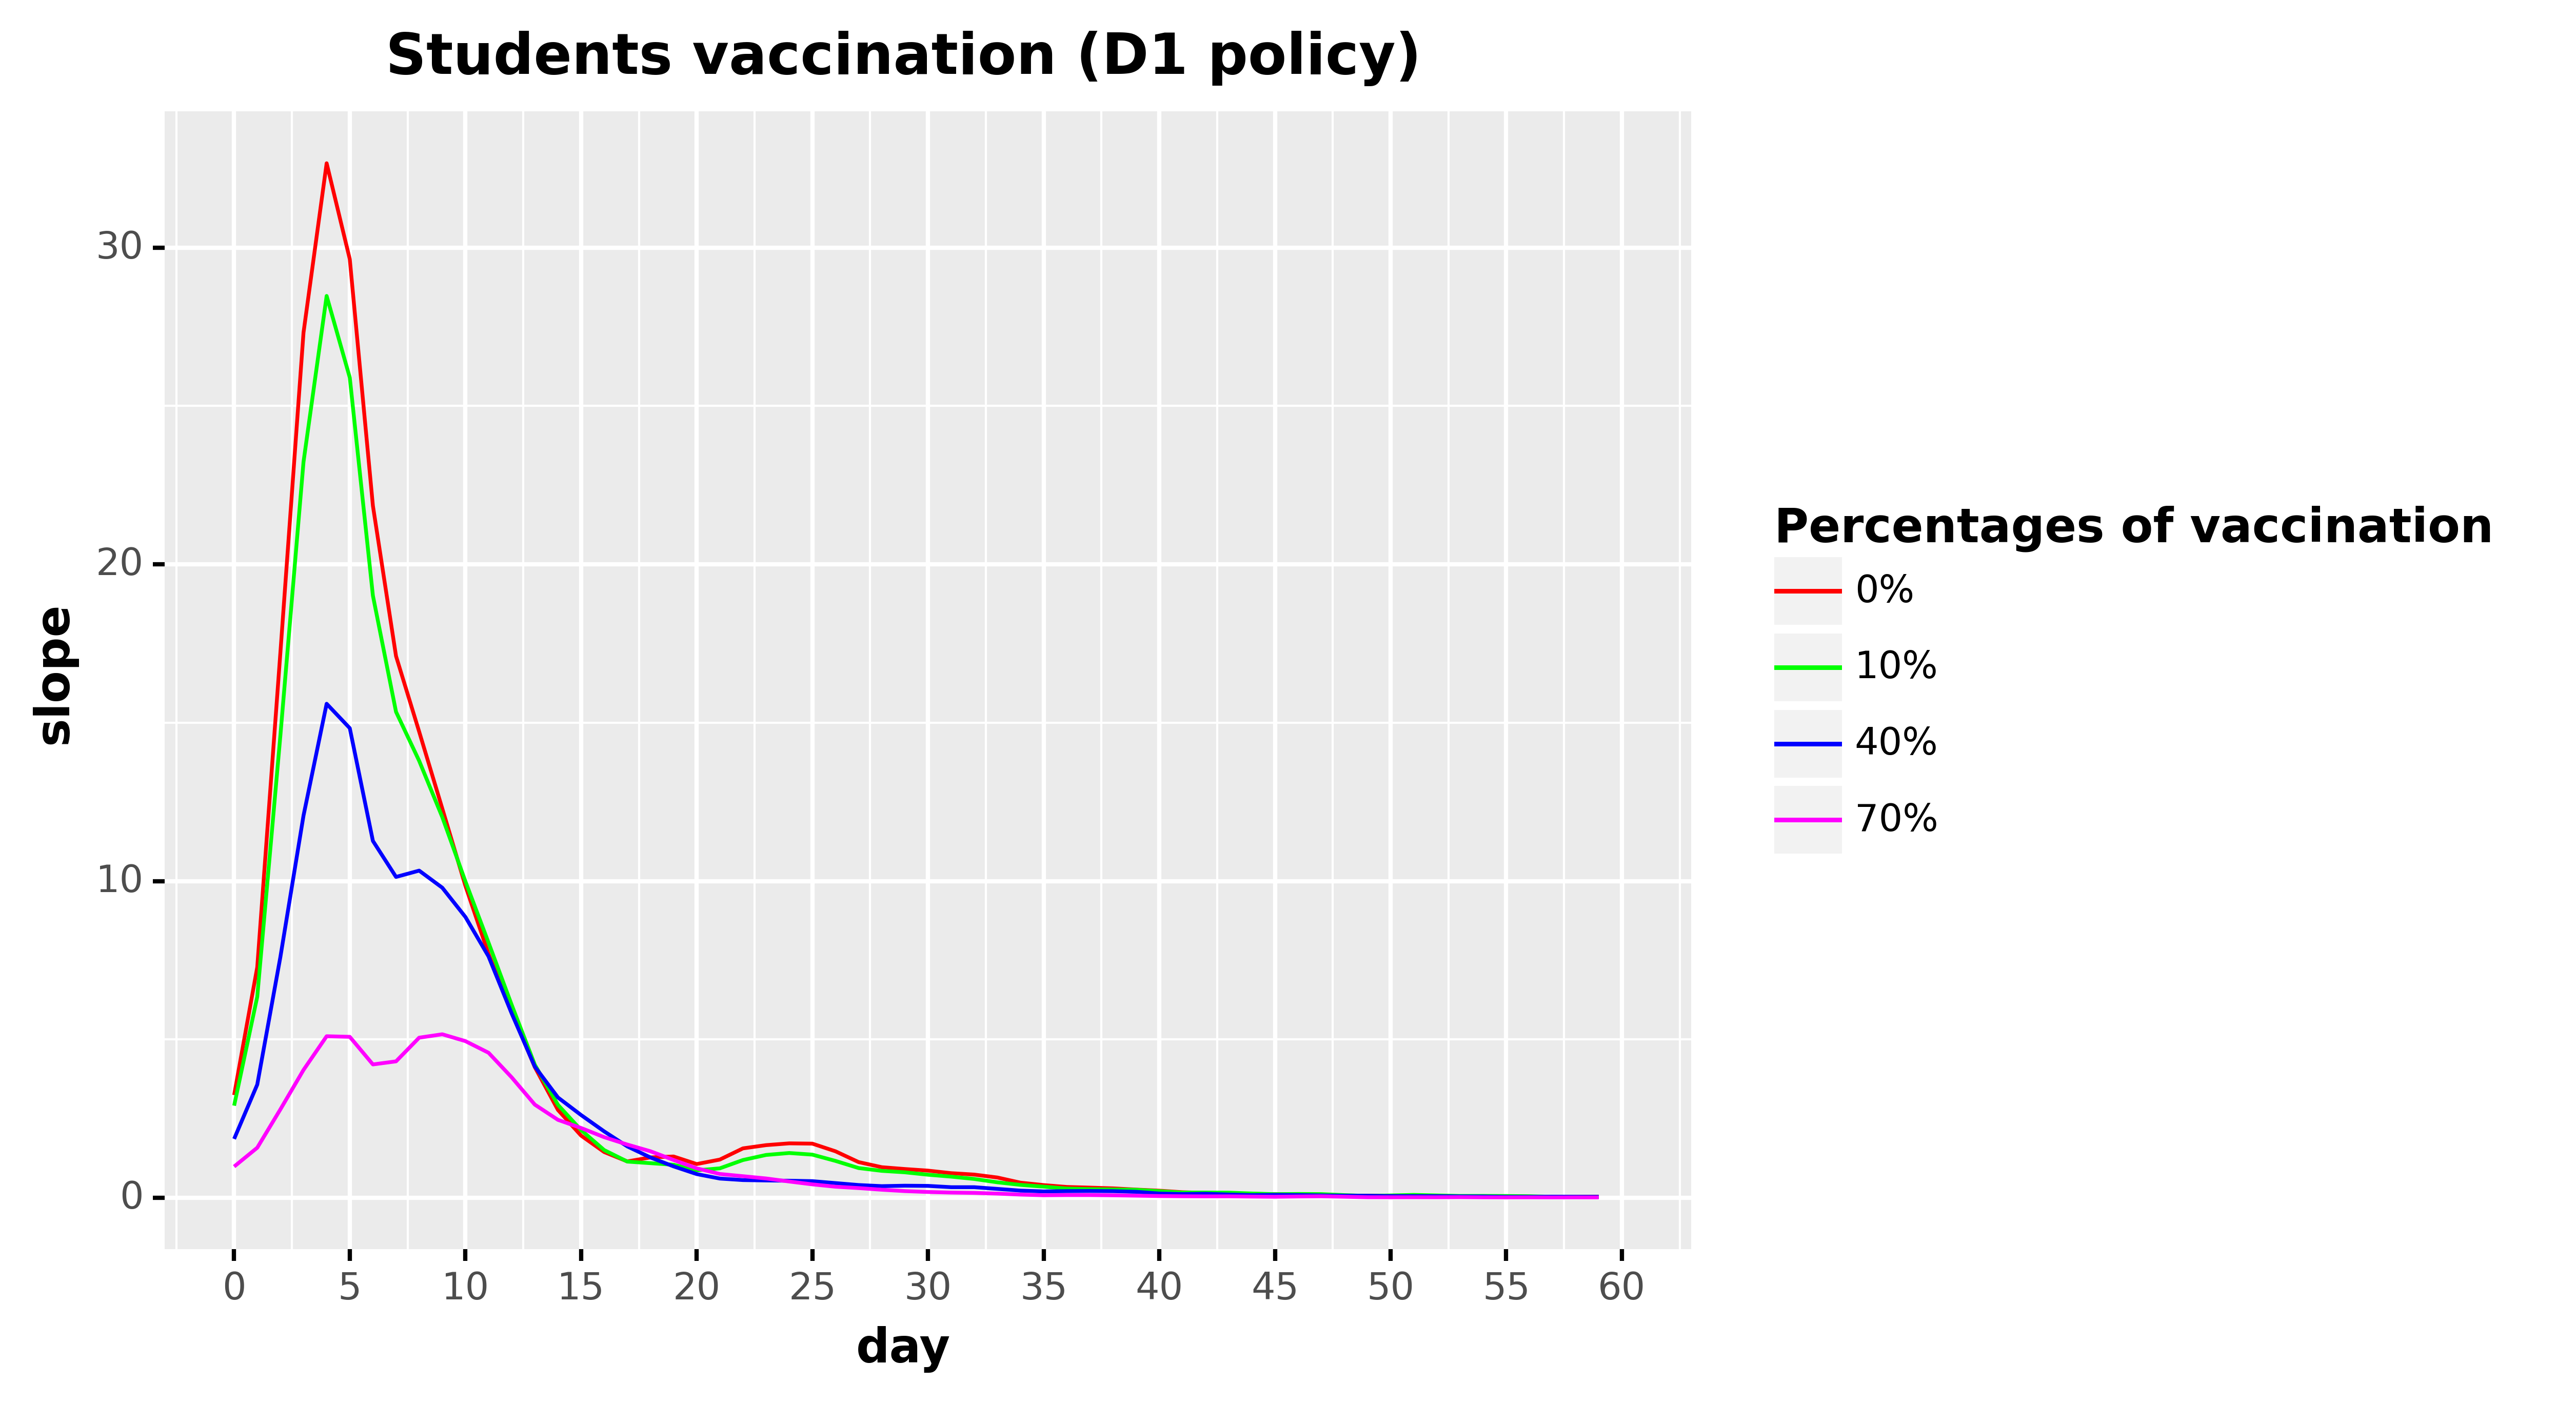 Students vaccination (D1 policy)
30
20
10
0
slope
0 5 10 15 20 25 30 35 40 45 50 55 60
day
Percentages of vaccination
0%
10%
40%
70%